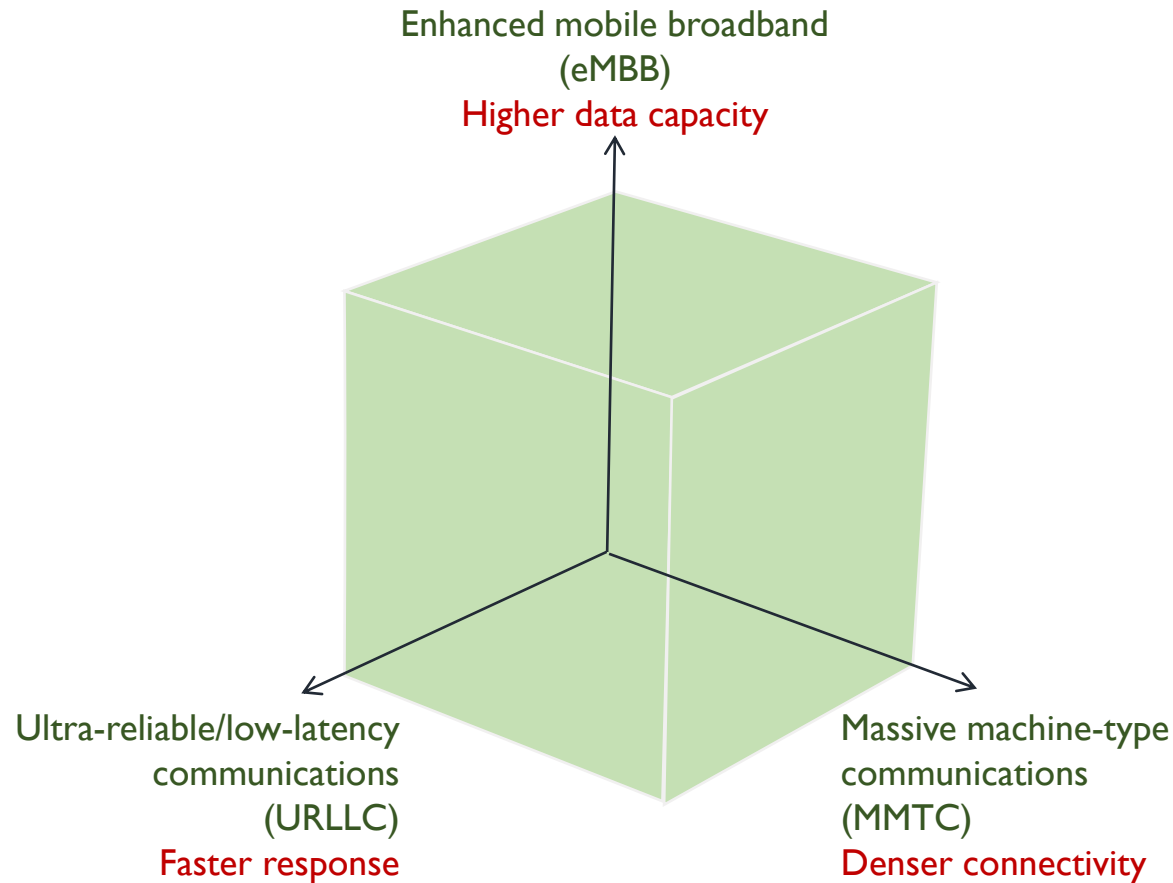 Enhanced mobile broadband
(eMBB)
Higher data capacity
Ultra-reliable/low-latency
communications
(URLLC)
Faster response
Massive machine-type
communications
(MMTC)
Denser connectivity